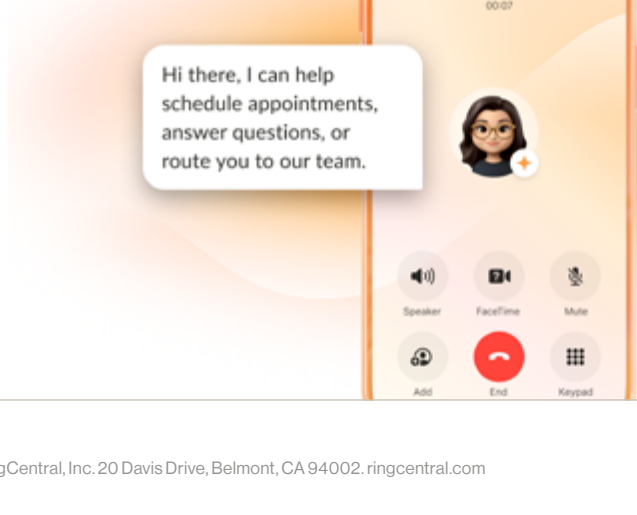 00:07
Hi there, I can help
schedule appointments,
answer questions, or
route you to our team.
Speaker FaceTime Mute
Add End Keypad
gCentral, Inc. 20 Davis Drive, Belmont, CA 94002. ringcentral.com